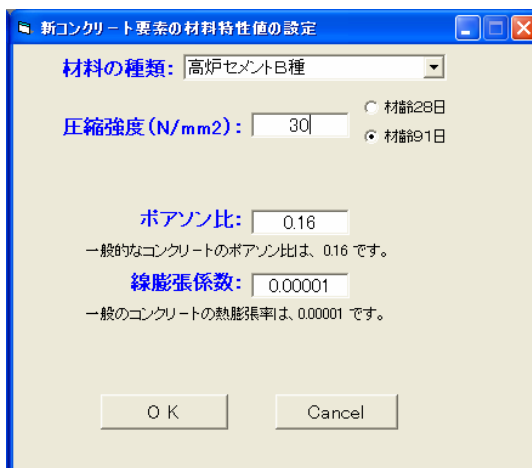 新コンクリート要素の材料特性値の設定
材料の種類: 高炉セメントB種
圧縮強度(N/mm2): 30
材齢28日
材齢91日
ポアソン比: 0.16
一般的なコンクリートのポアソン比は、0.16 です。
線膨張係数: 0.00001
一般のコンクリートの熱膨張率は、0.00001 です。
OK Cancel